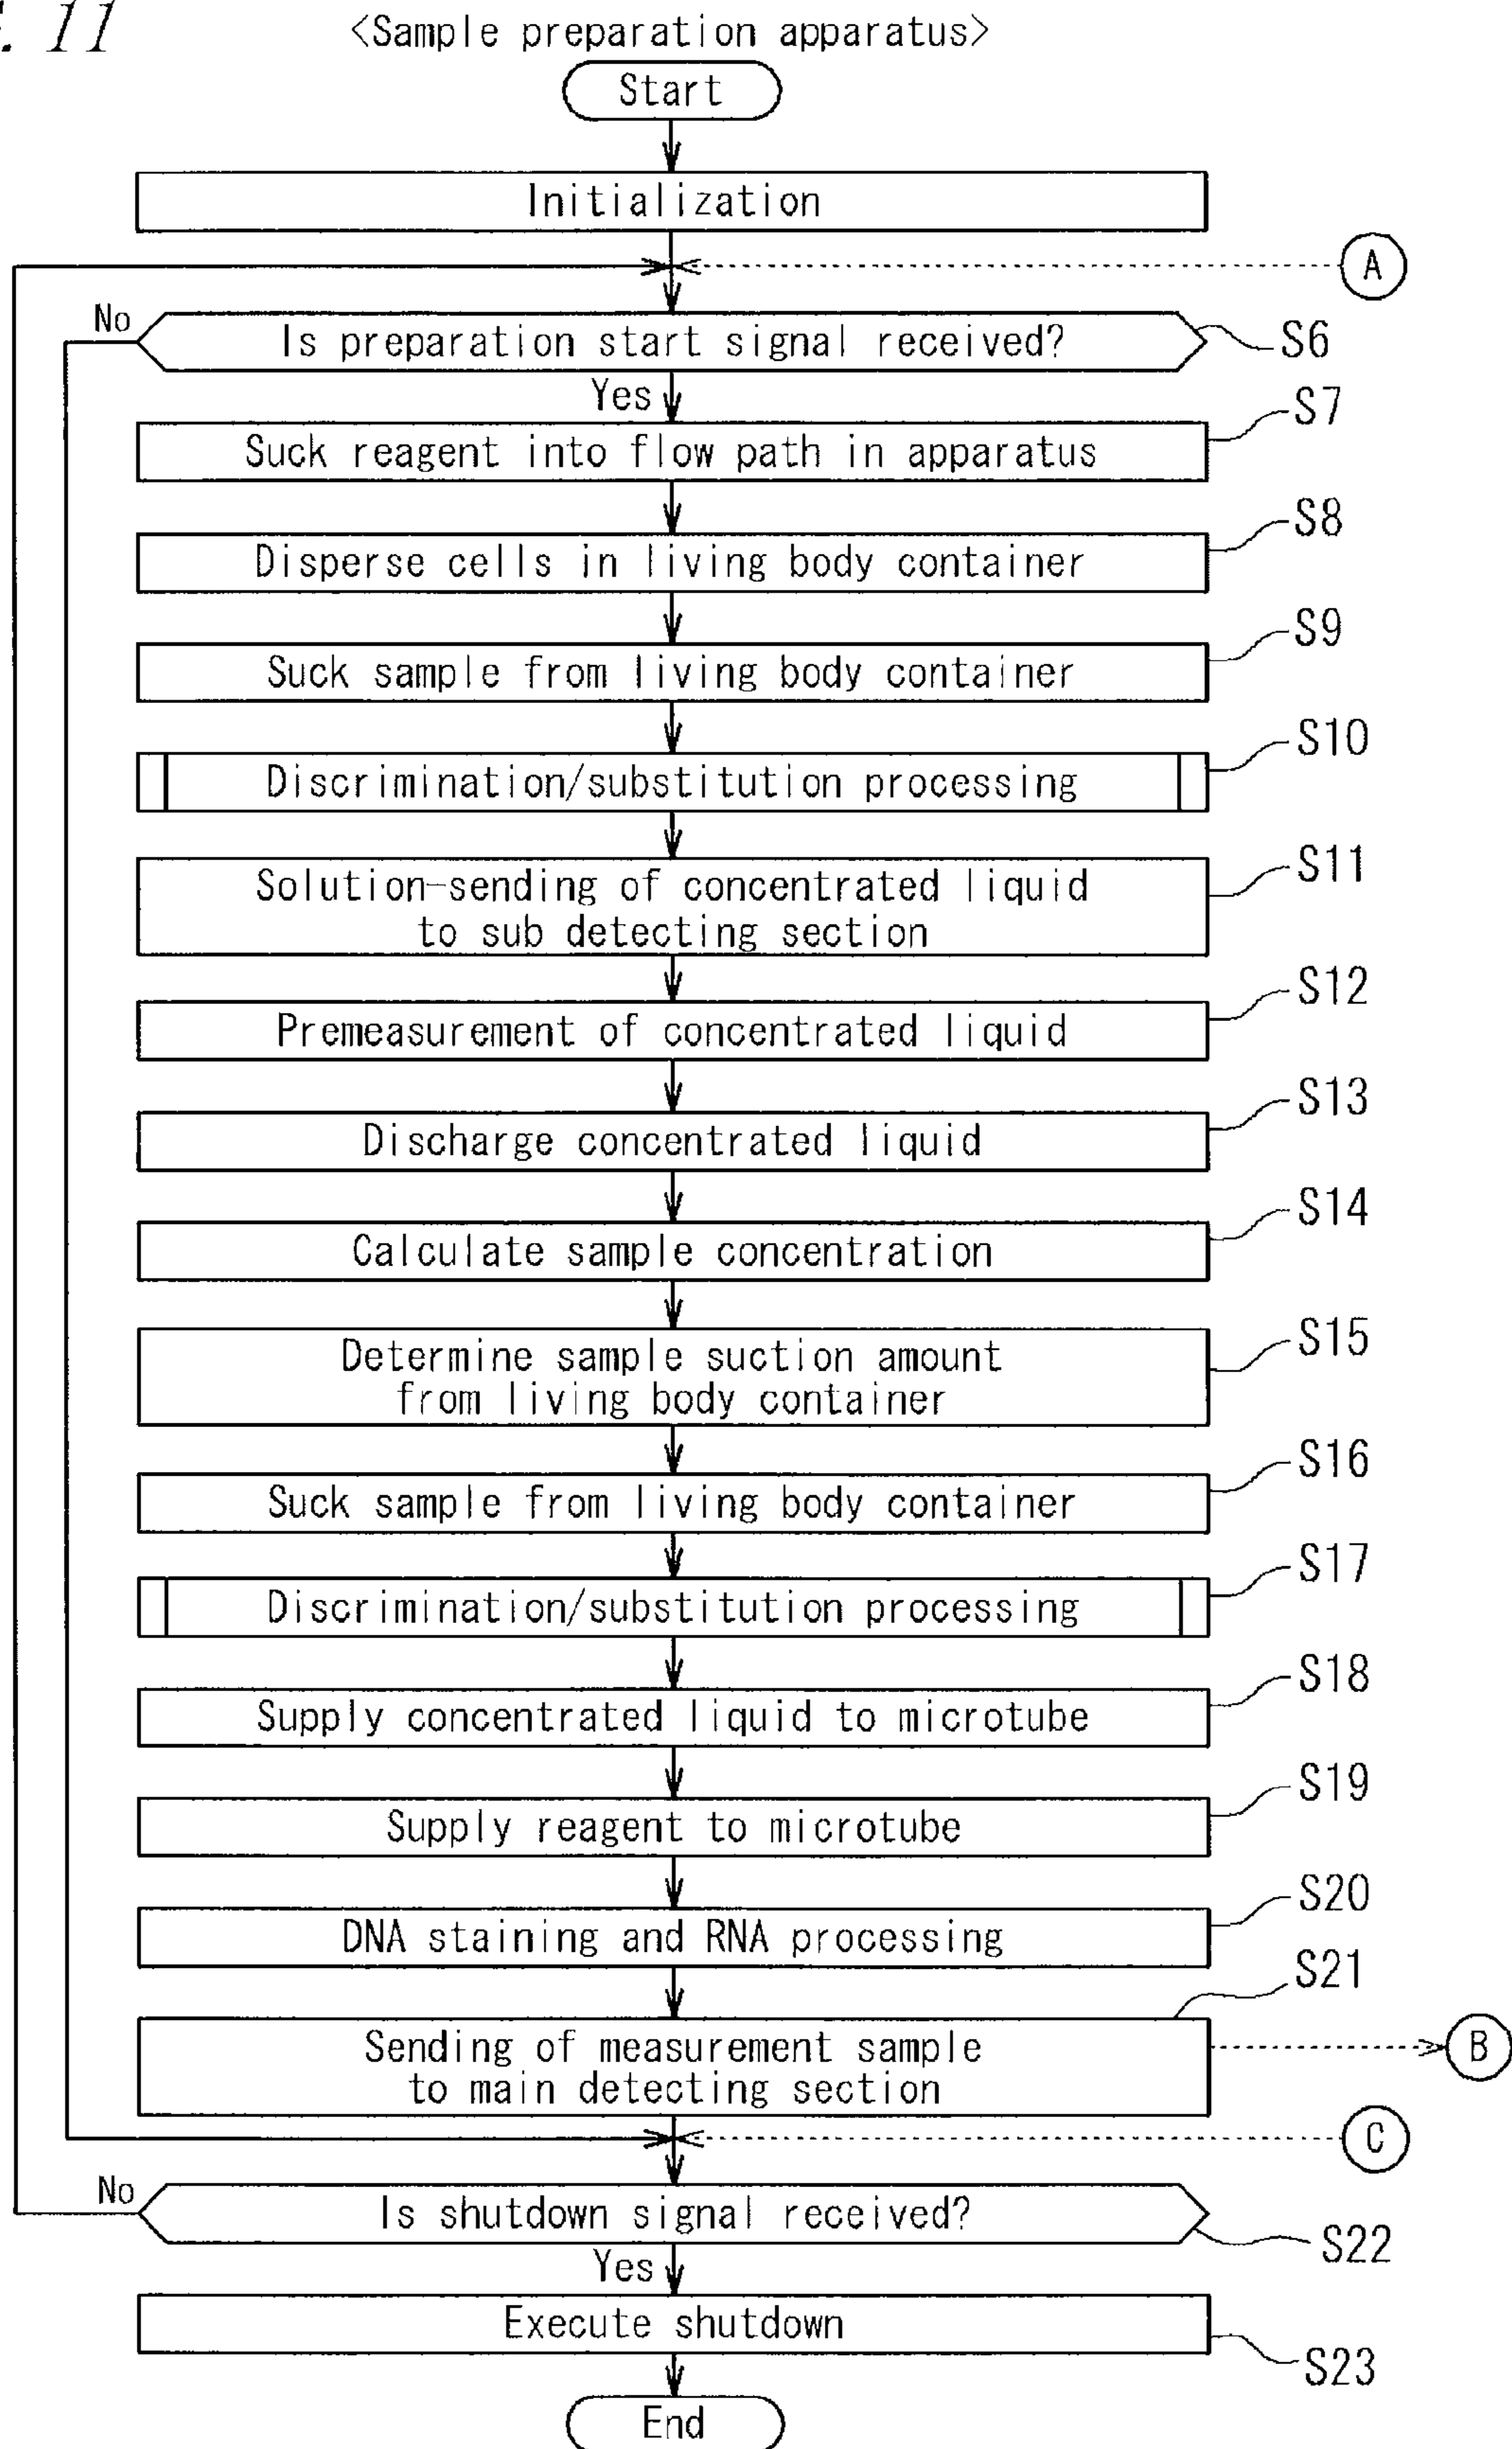 . 11
<Sample preparation apparatus>
Start
Initialization
A
No
Is preparation start signal received?
S6
Yes
S7
Suck reagent into flow path in apparatus
S8
Disperse cells in living body container
S9
Suck sample from living body container
S10
Discrimination/substitution processing
S11
Solution-sending of concentrated liquid
to sub detecting section
S12
Premeasurement of concentrated liquid
S13
Discharge concentrated liquid
S14
Calculate sample concentration
S15
Determine sample suction amount
from living body container
S16
Suck sample from living body container
S17
Discrimination/substitution processing
S18
Supply concentrated liquid to microtube
S19
Supply reagent to microtube
S20
DNA staining and RNA processing
S21
Sending of measurement sample
to main detecting section
B
C
No
Is shutdown signal received?
S22
Yes
Execute shutdown
S23
End